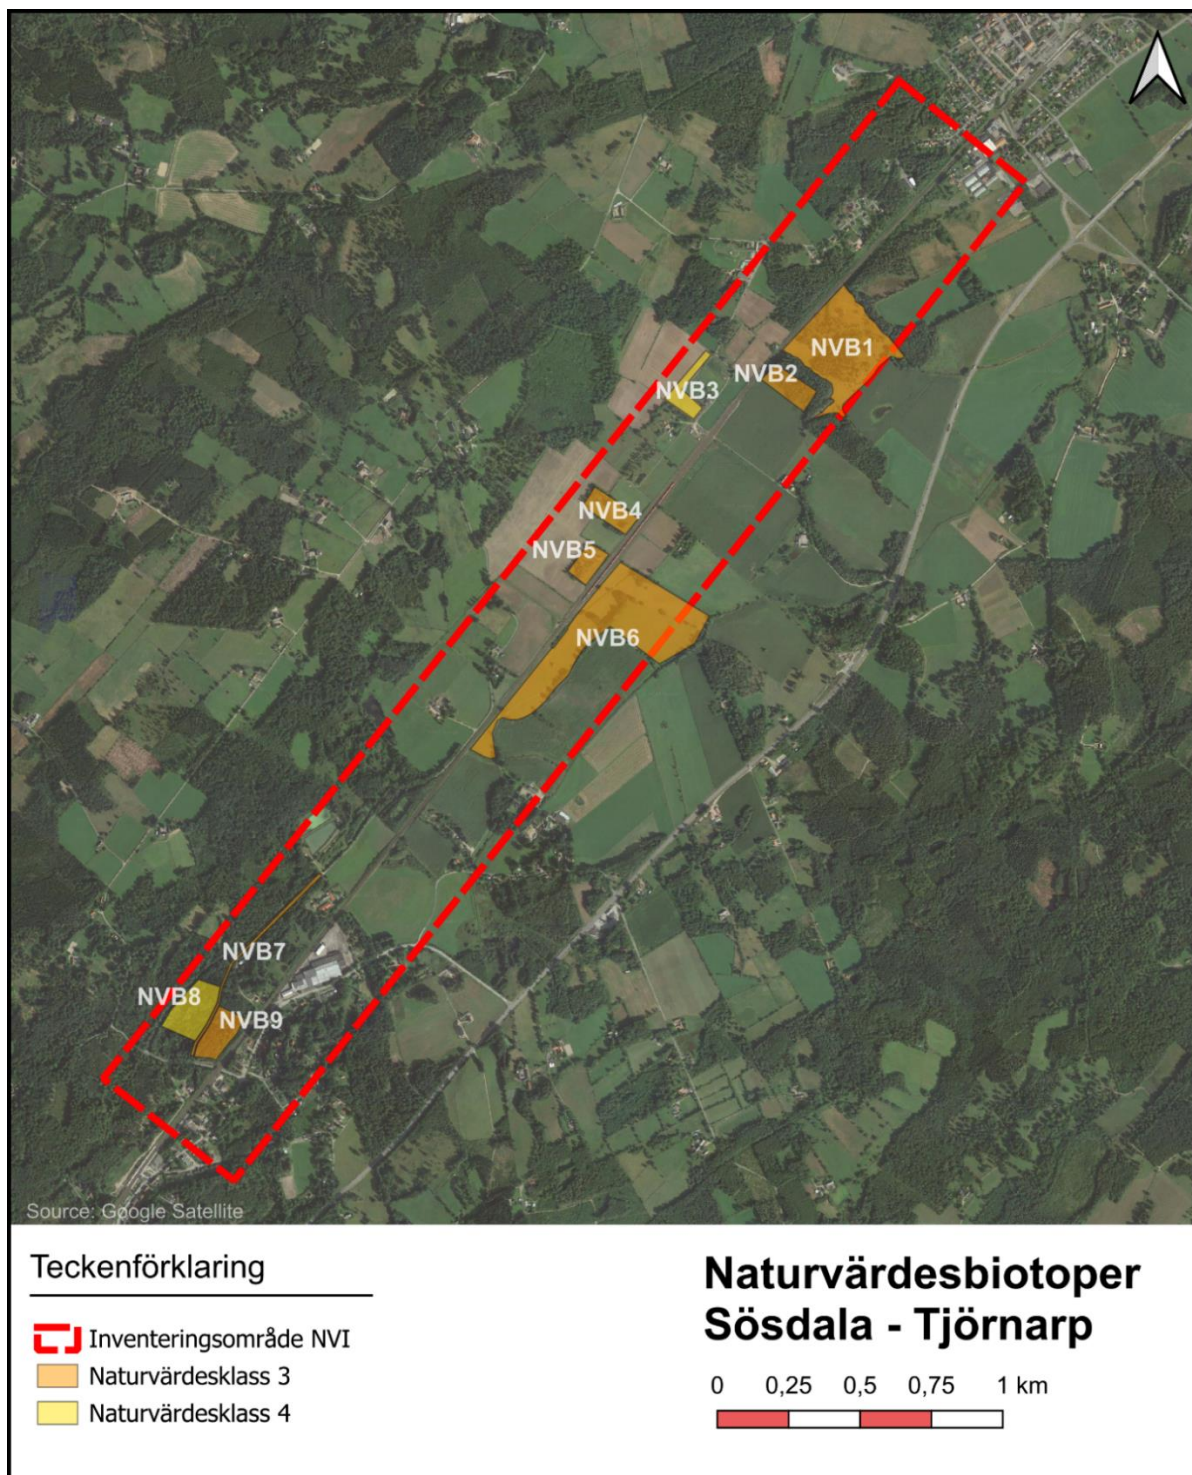 NVB1
NVB2
NVB3
NVB4
NVB5
NVB6
NVB7
NVB8
NVB9
Source: Google Satellite
Teckenförklaring
Inventeringsområde NVI
Naturvärdesklass 3
Naturvärdesklass 4
Naturvärdesbiotoper
Sösdala - Tjörnarp
0 0,25 0,5 0,75 1 km